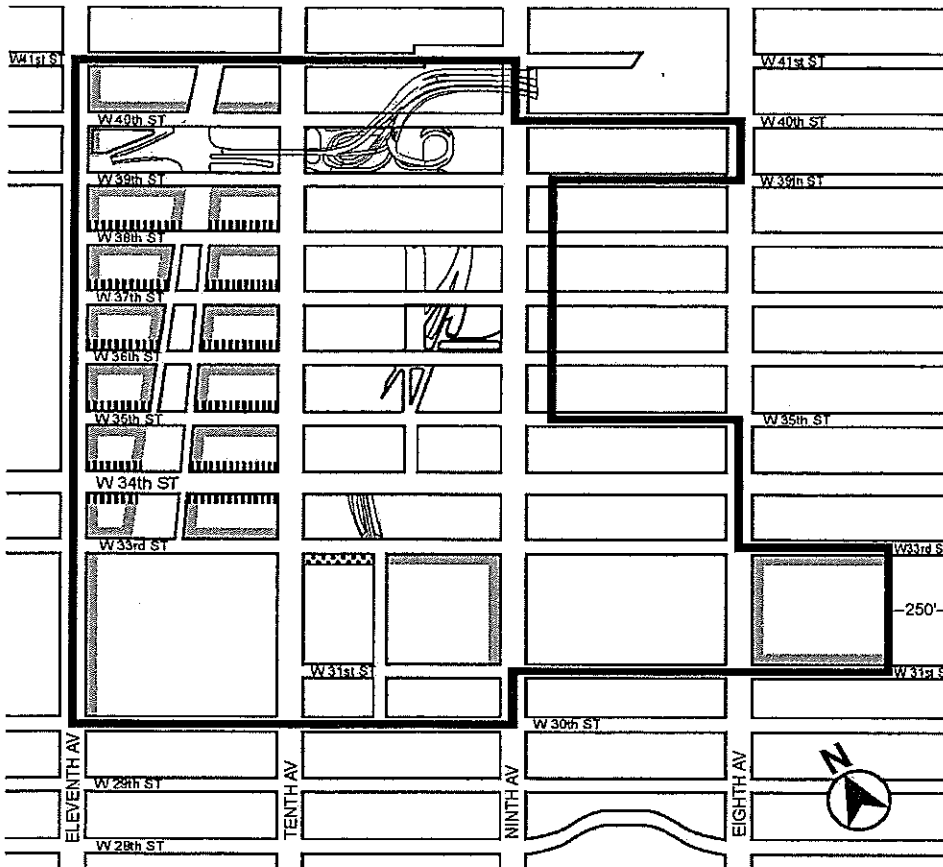 W41st ST
W 41st ST
W 40th ST
W 40th ST
W 39th ST
W 39th ST
W 38th ST
W 37th ST
W 36th ST
W 35th ST
W 35th ST
W 34th ST
W 33rd ST
W33rd S
250'
W 31st ST
W 31st S
W 30th ST
ELEVENTH AV
TENTH AV
NINTH AV
EIGHTH AV
N
W 29th ST
W 28th ST